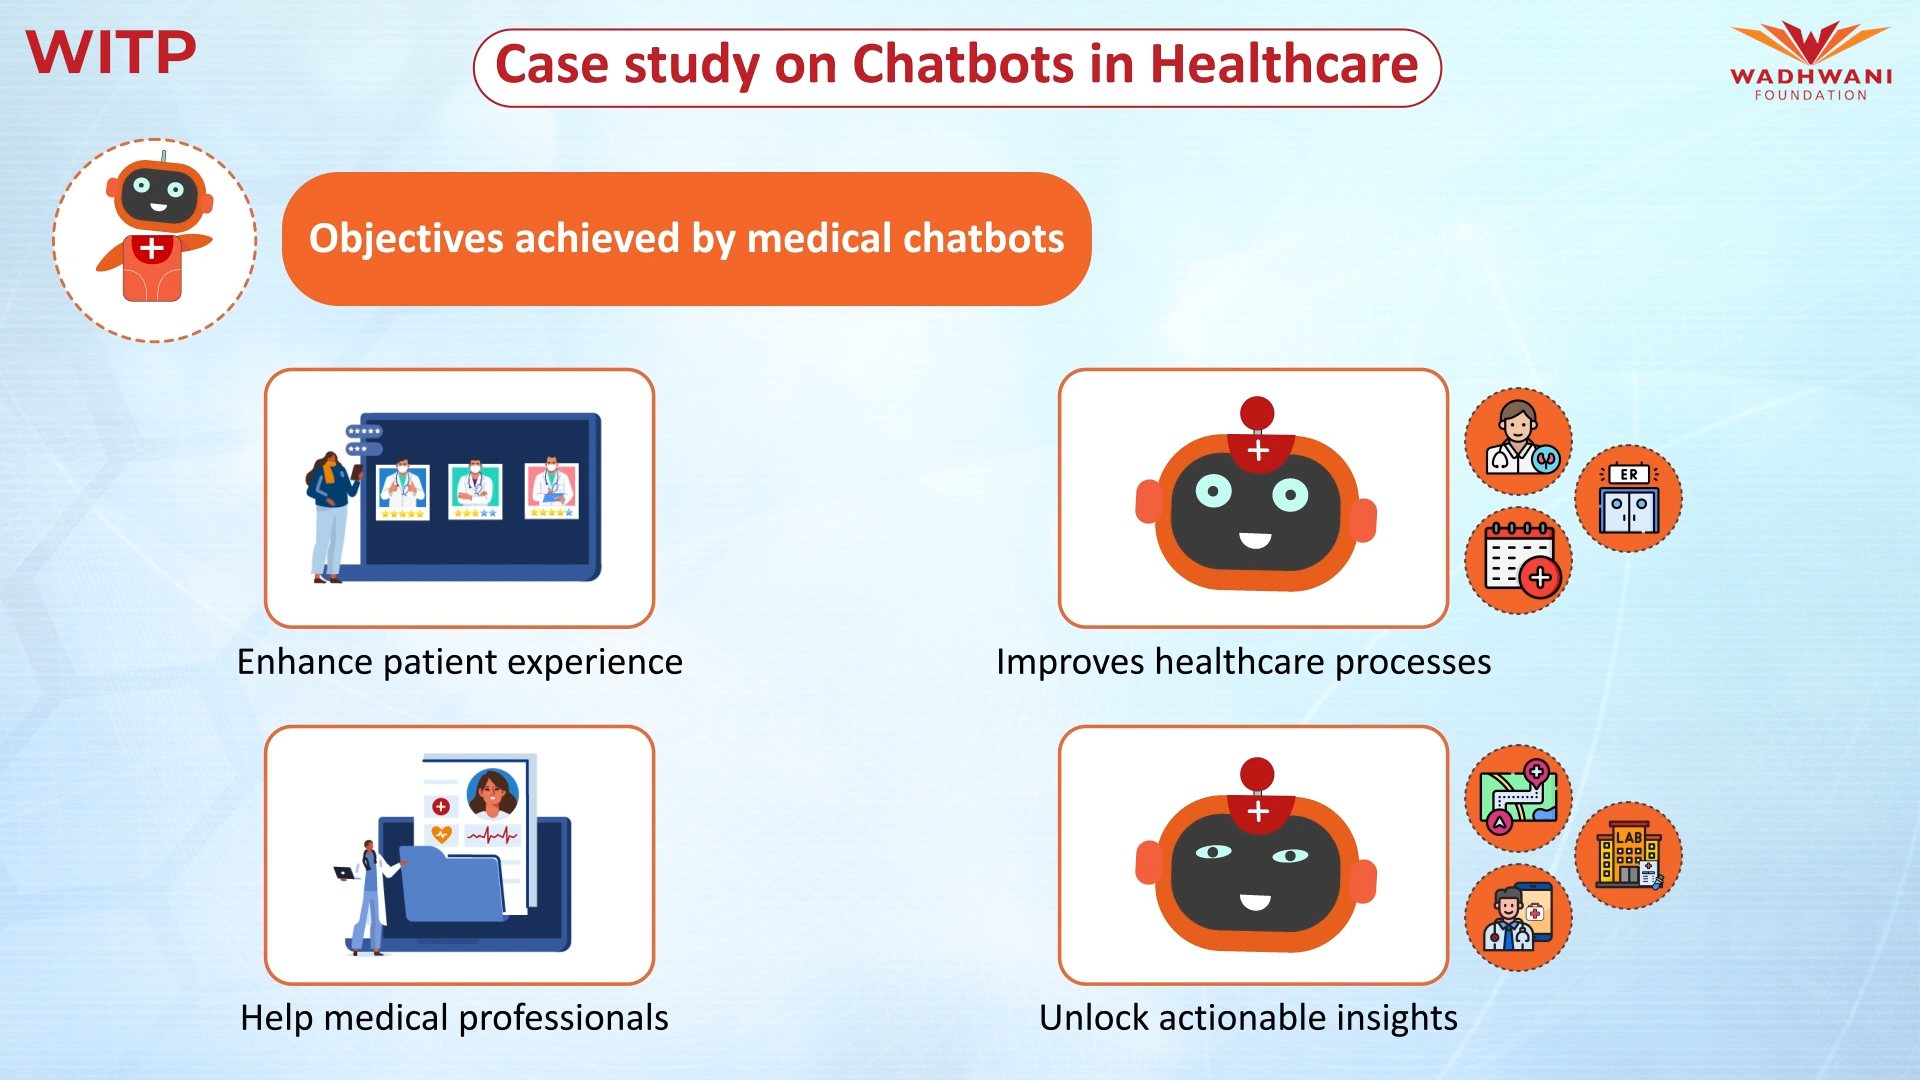 WITP
Case study on Chatbots in Healthcare
WADHWANI
FOUNDATION
Objectives achieved by medical chatbots
ER
Enhance patient experience
Improves healthcare processes
LAB
Help medical professionals
Unlock actionable insights